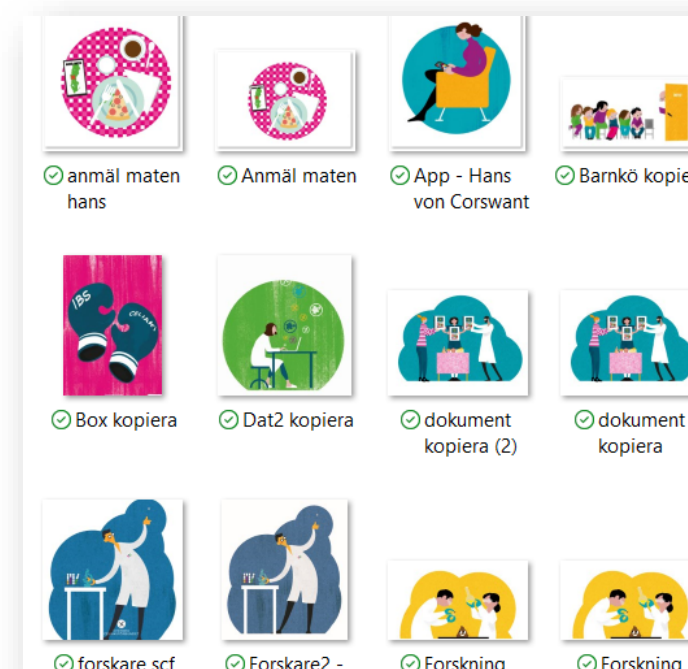 anmäl maten
hans
Anmäl maten
App - Hans
von Corswant
Barnkö kopie
IBS
CELIAKI
Box kopiera
Dat2 kopiera
dokument
kopiera (2)
dokument
kopiera
forskare scf
Forskare2 -
Forskning
Forskning